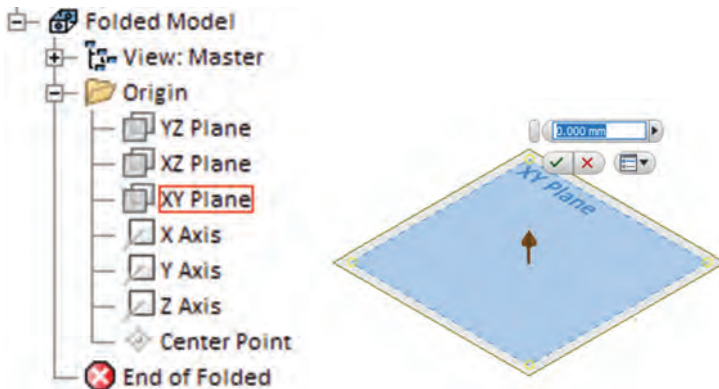 Folded Model
View: Master
Origin
YZ Plane
XZ Plane
XY Plane
X Axis
Y Axis
Z Axis
Center Point
End of Folded
0.000 mm
XY Plane